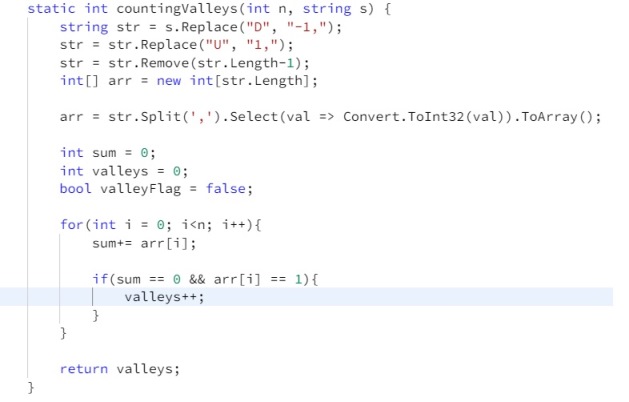 static int countingValleys(int n, string s) {
string str = s.Replace("D", "-1,");
str = str.Replace("U", "1,");
str = str.Remove(str.Length-1);
int[] arr = new int[str.Length];
arr = str.Split(',').Select(val => Convert.ToInt32(val)).ToArray();
int sum = 0;
int valleys = 0;
bool valleyFlag = false;
for(int i = 0; i<n; i++){
sum+= arr[i];
if(sum == 0 && arr[i] == 1){
valleys++;
}
}
return valleys;
}